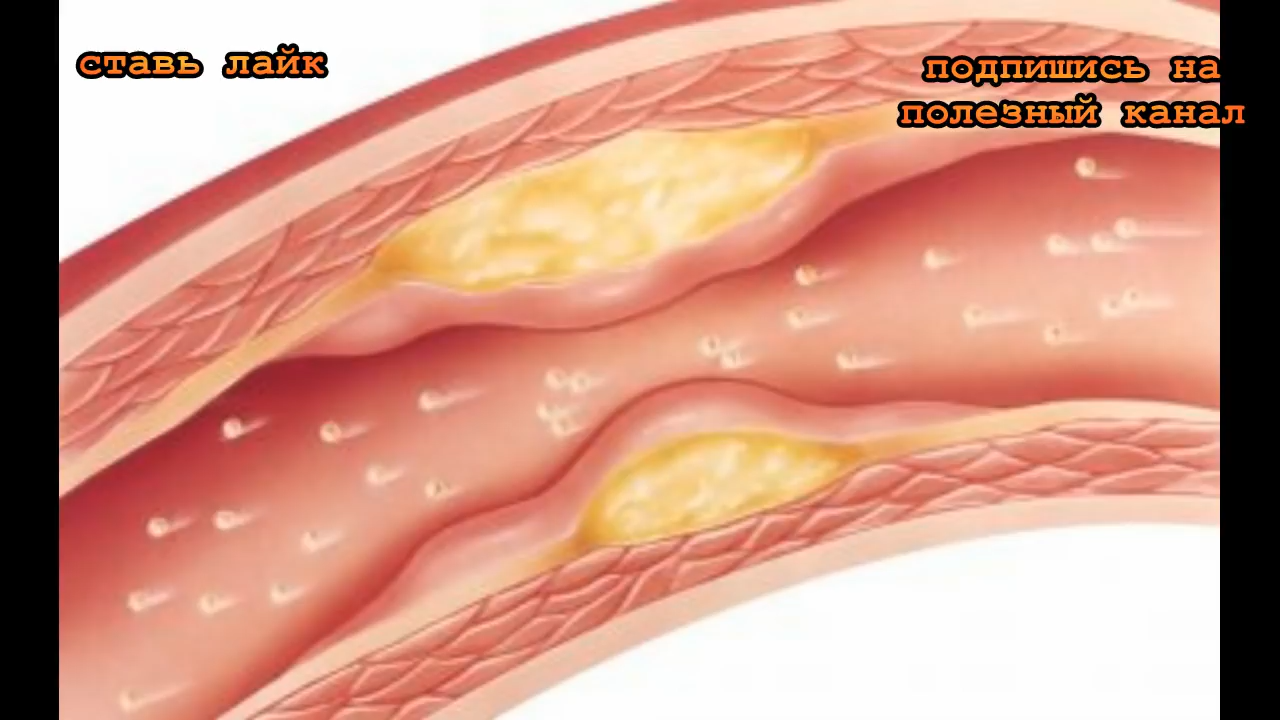 ставь лайк
подпишись на
полезный канал